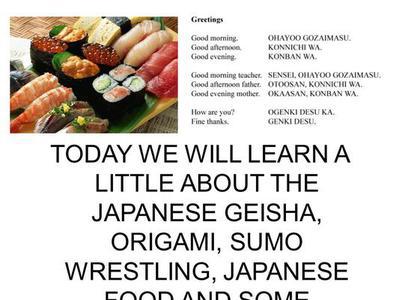 Greetings
Good morning. OHAYOO GOZAIMASU.
Good afternoon. KONNICHI WA.
Good evening. KONBAN WA.
Good morning teacher. SENSEI, OHAYOO GOZAIMASU.
Good afternoon father. OTOOSAN, KONNICHI WA.
Good evening mother. OKAASAN, KONBAN WA.
How are you? OGENKI DESU KA.
Fine thanks. GENKI DESU.
TODAY WE WILL LEARN A
LITTLE ABOUT THE
JAPANESE GEISHA,
ORIGAMI, SUMO
WRESTLING, JAPANESE
FOOD AND SOME